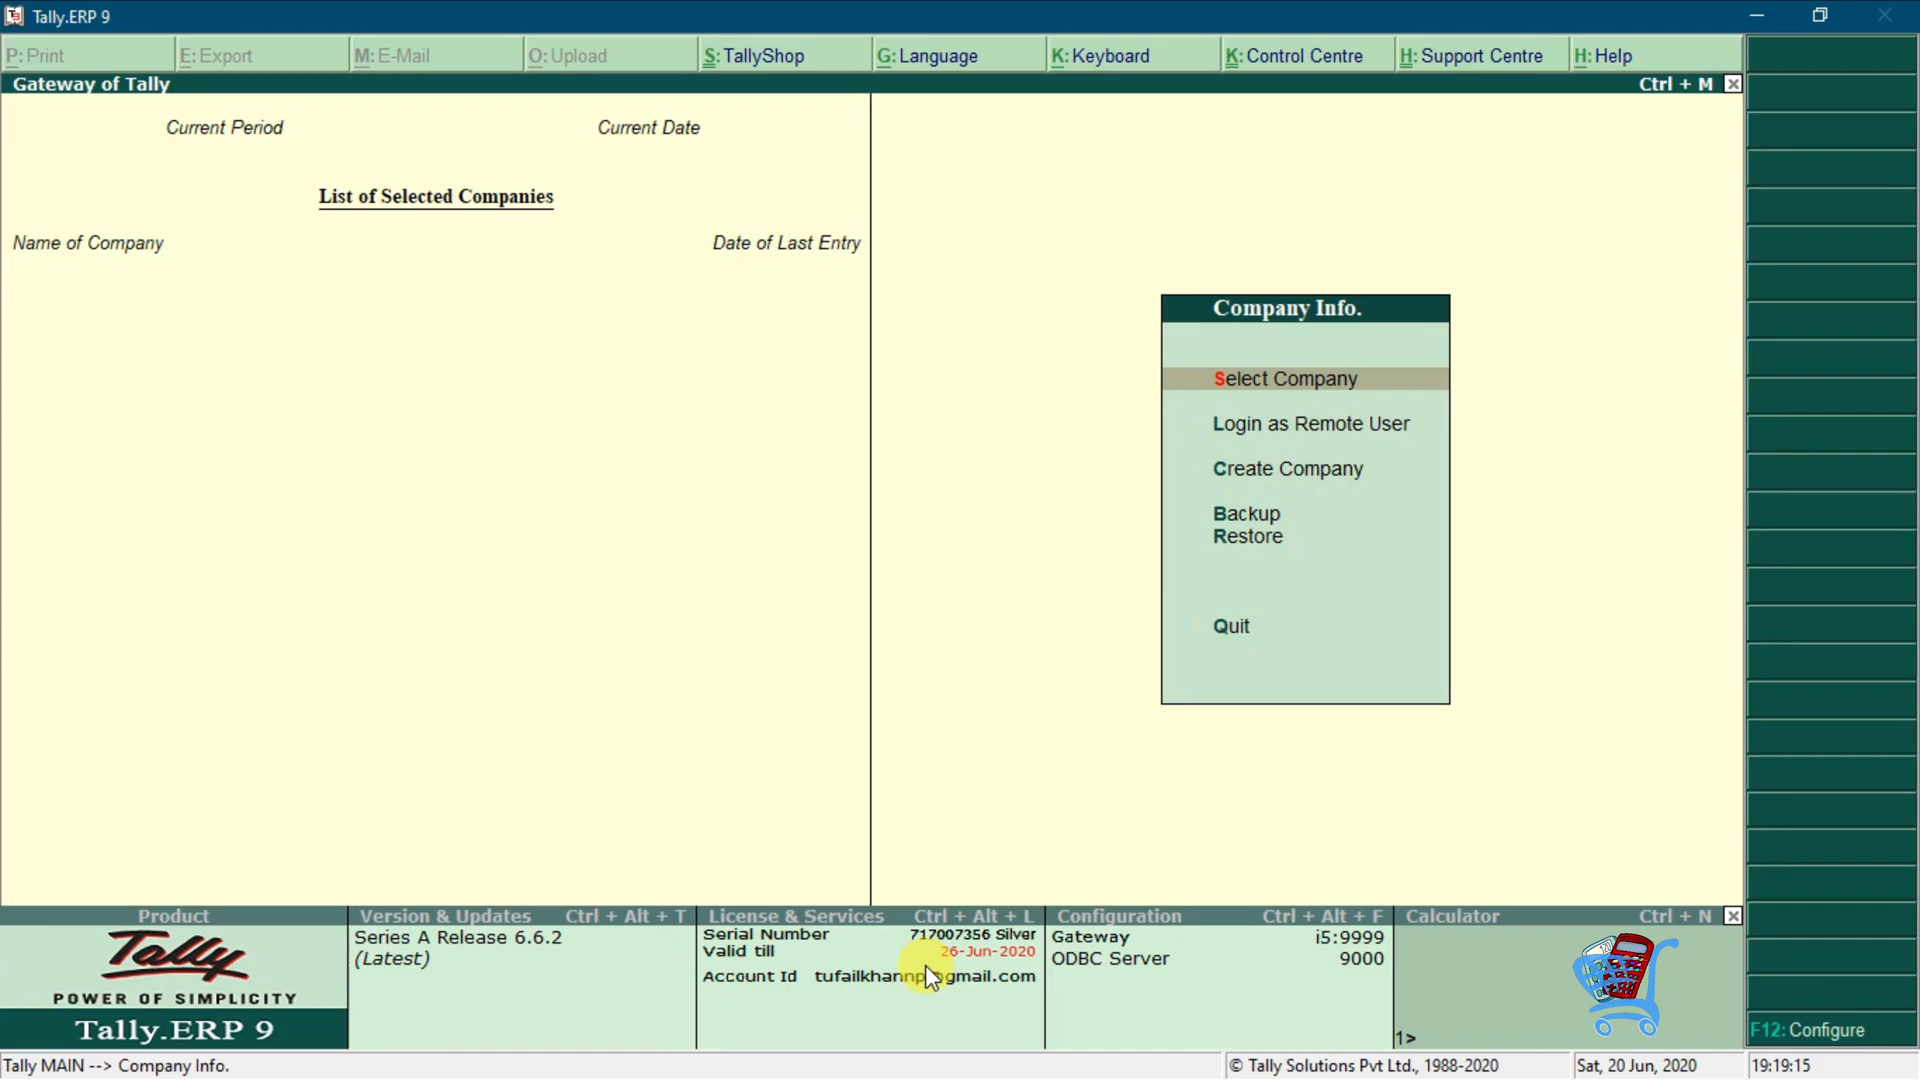 Tally.ERP 9
P: Print E: Export M: E-Mail O: Upload S: TallyShop G: Language K: Keyboard K: Control Centre H: Support Centre H: Help
Gateway of Tally Ctrl + M
Current Period Current Date
List of Selected Companies
Name of Company Date of Last Entry
Company Info.
Select Company
Login as Remote User
Create Company
Backup
Restore
Quit
Product
Tally
POWER OF SIMPLICITY
Tally.ERP 9
Version & Updates Ctrl + Alt + T
Series A Release 6.6.2
(Latest)
License & Services Ctrl + Alt + L
Serial Number 717007356 Silver
Valid till 26-Jun-2020
Account Id
Configuration Ctrl + Alt + F
Gateway i5:9999
ODBC Server 9000
Calculator Ctrl + N
1>
F12: Configure
Tally MAIN --> Company Info. © Tally Solutions Pvt Ltd., 1988-2020 Sat, 20 Jun, 2020 19:19:15